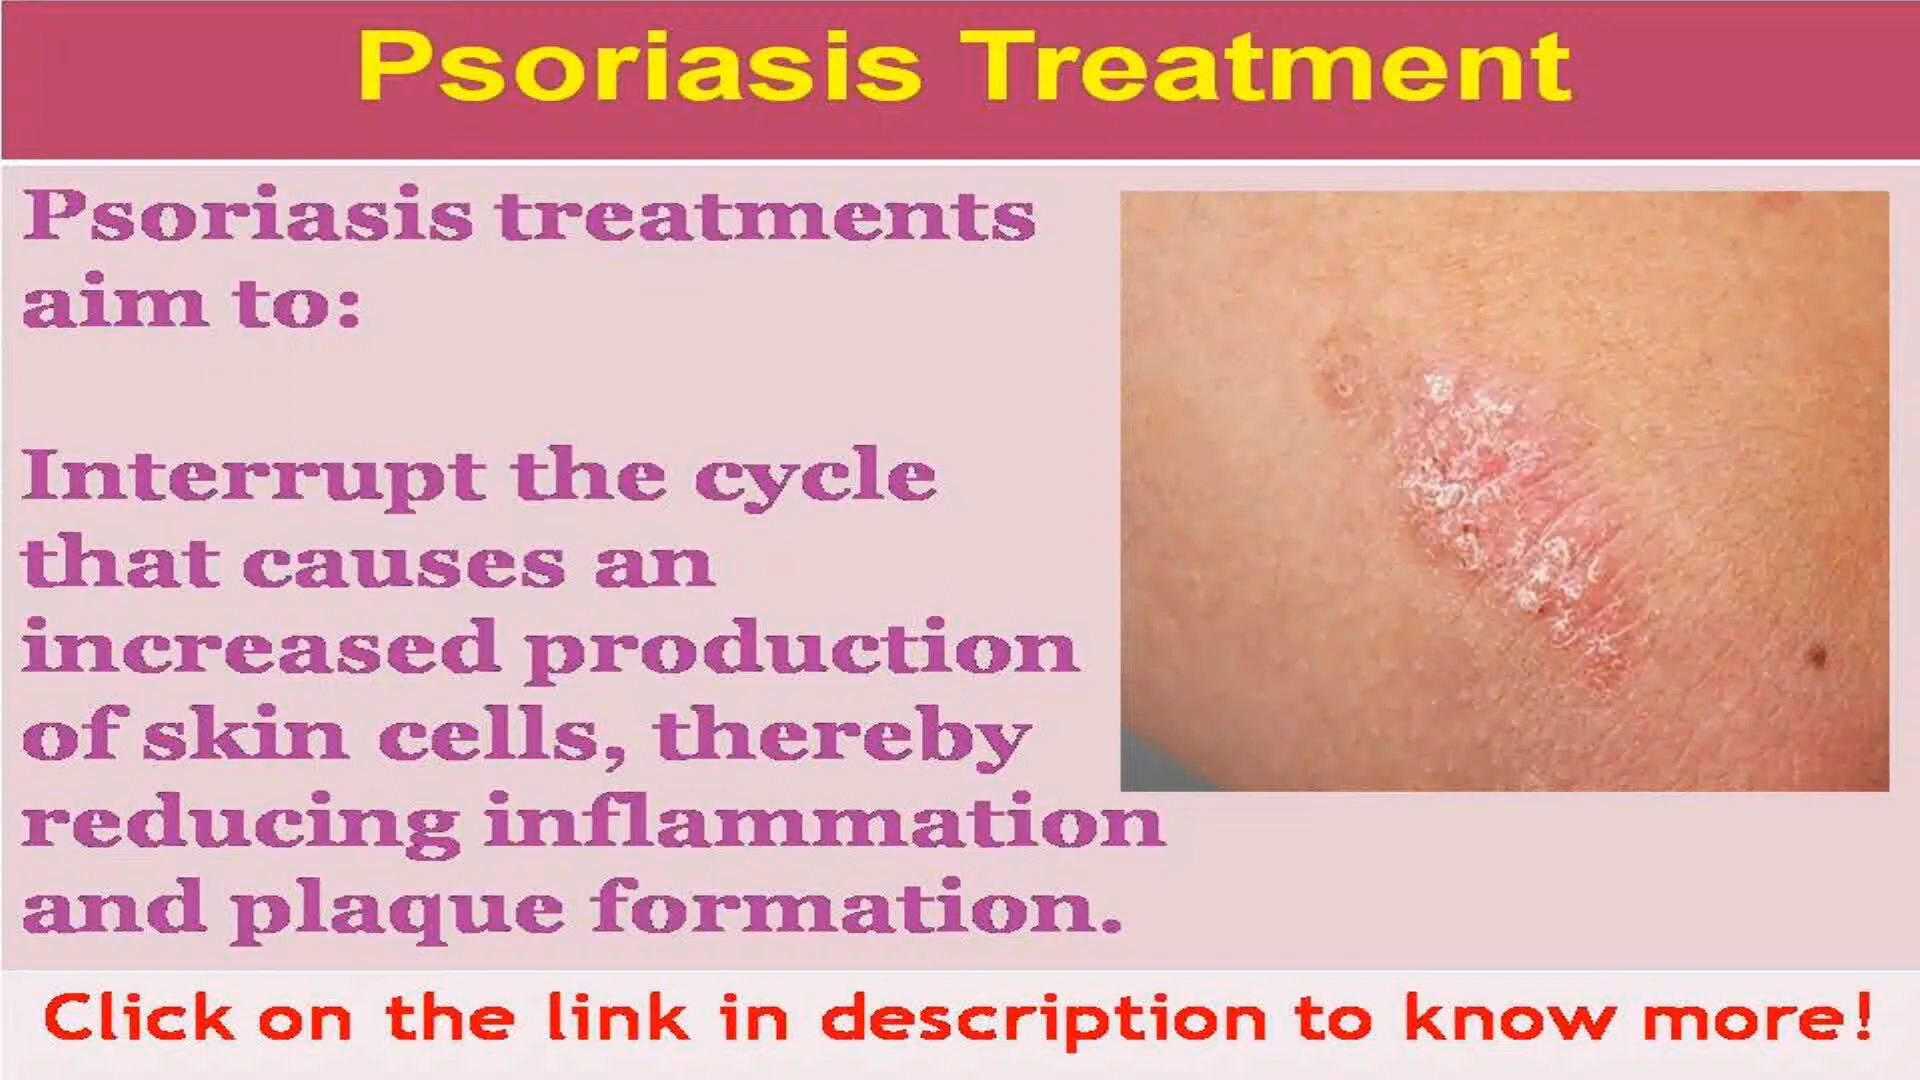 Psoriasis Treatment
Psoriasis treatments
aim to:
Interrupt the cycle
that causes an
increased production
of skin cells, thereby
reducing inflammation
and plaque formation.
Click on the link in description to know more!